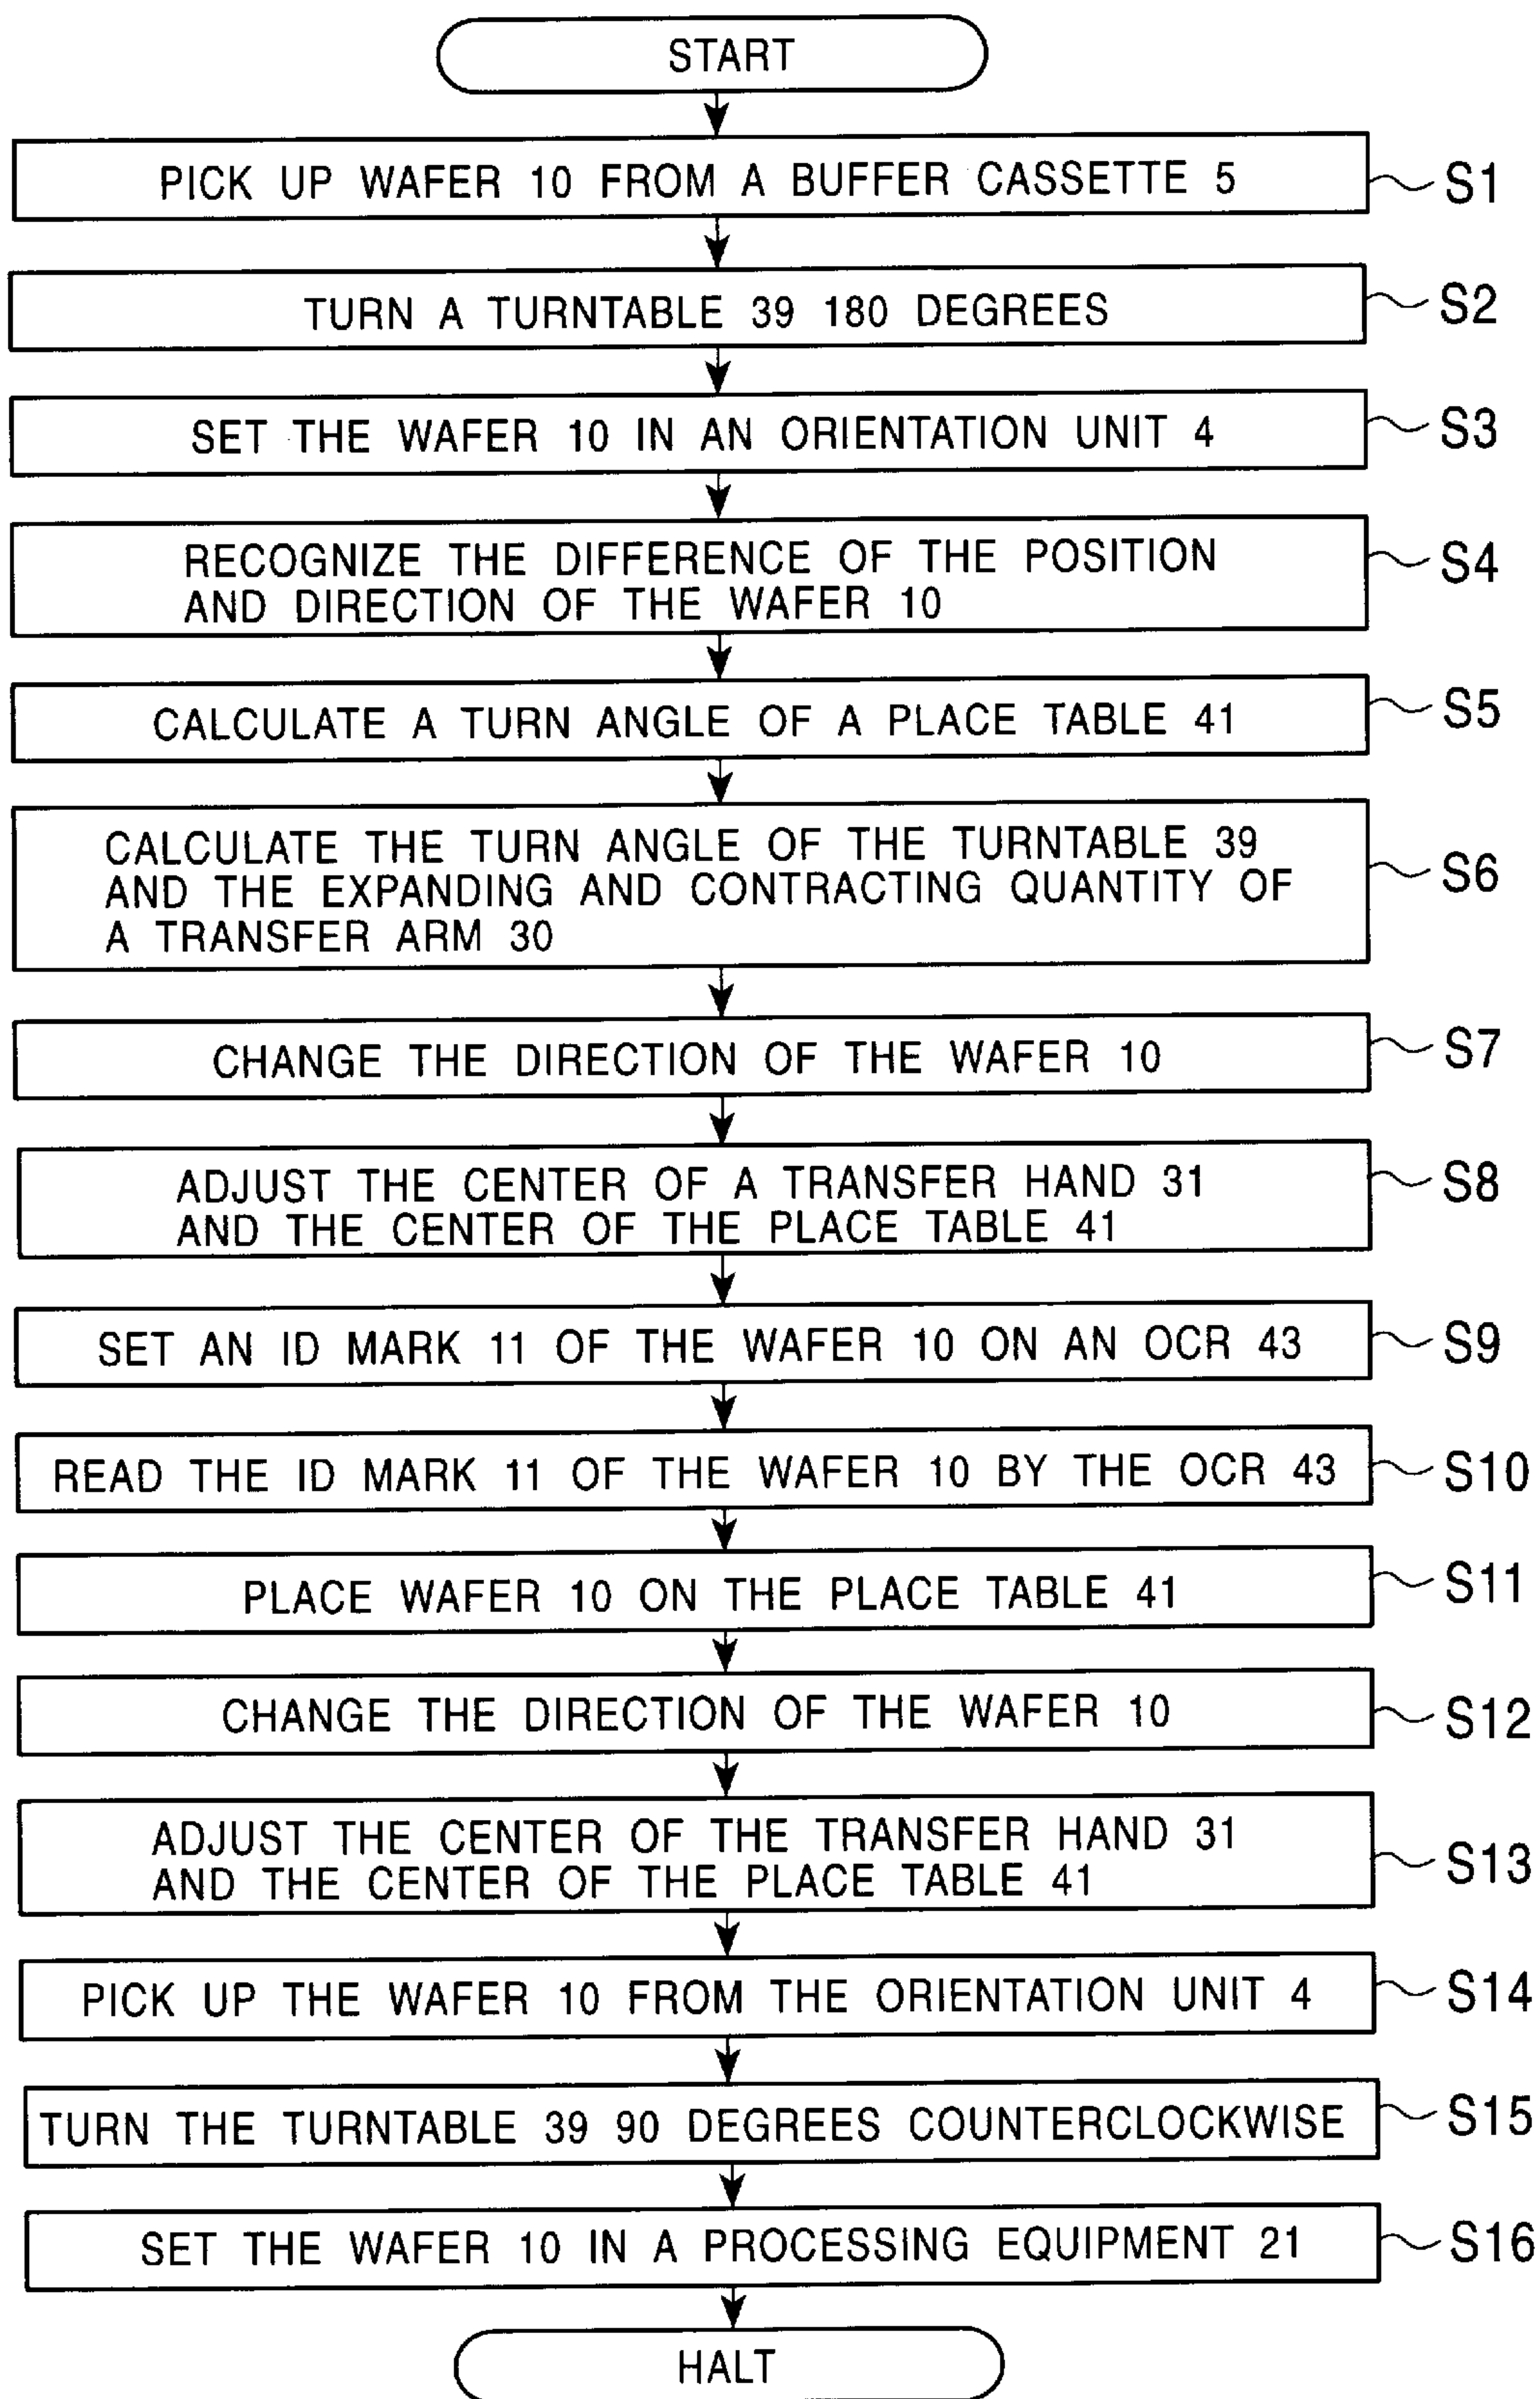 START
PICK UP WAFER 10 FROM A BUFFER CASSETTE 5
S1
TURN A TURNTABLE 39 180 DEGREES
S2
SET THE WAFER 10 IN AN ORIENTATION UNIT 4
S3
RECOGNIZE THE DIFFERENCE OF THE POSITION
AND DIRECTION OF THE WAFER 10
S4
CALCULATE A TURN ANGLE OF A PLACE TABLE 41
S5
CALCULATE THE TURN ANGLE OF THE TURNTABLE 39
AND THE EXPANDING AND CONTRACTING QUANTITY OF
A TRANSFER ARM 30
S6
CHANGE THE DIRECTION OF THE WAFER 10
S7
ADJUST THE CENTER OF A TRANSFER HAND 31
AND THE CENTER OF THE PLACE TABLE 41
S8
SET AN ID MARK 11 OF THE WAFER 10 ON AN OCR 43
S9
READ THE ID MARK 11 OF THE WAFER 10 BY THE OCR 43
S10
PLACE WAFER 10 ON THE PLACE TABLE 41
S11
CHANGE THE DIRECTION OF THE WAFER 10
S12
ADJUST THE CENTER OF THE TRANSFER HAND 31
AND THE CENTER OF THE PLACE TABLE 41
S13
PICK UP THE WAFER 10 FROM THE ORIENTATION UNIT 4
S14
TURN THE TURNTABLE 39 90 DEGREES COUNTERCLOCKWISE
S15
SET THE WAFER 10 IN A PROCESSING EQUIPMENT 21
S16
HALT